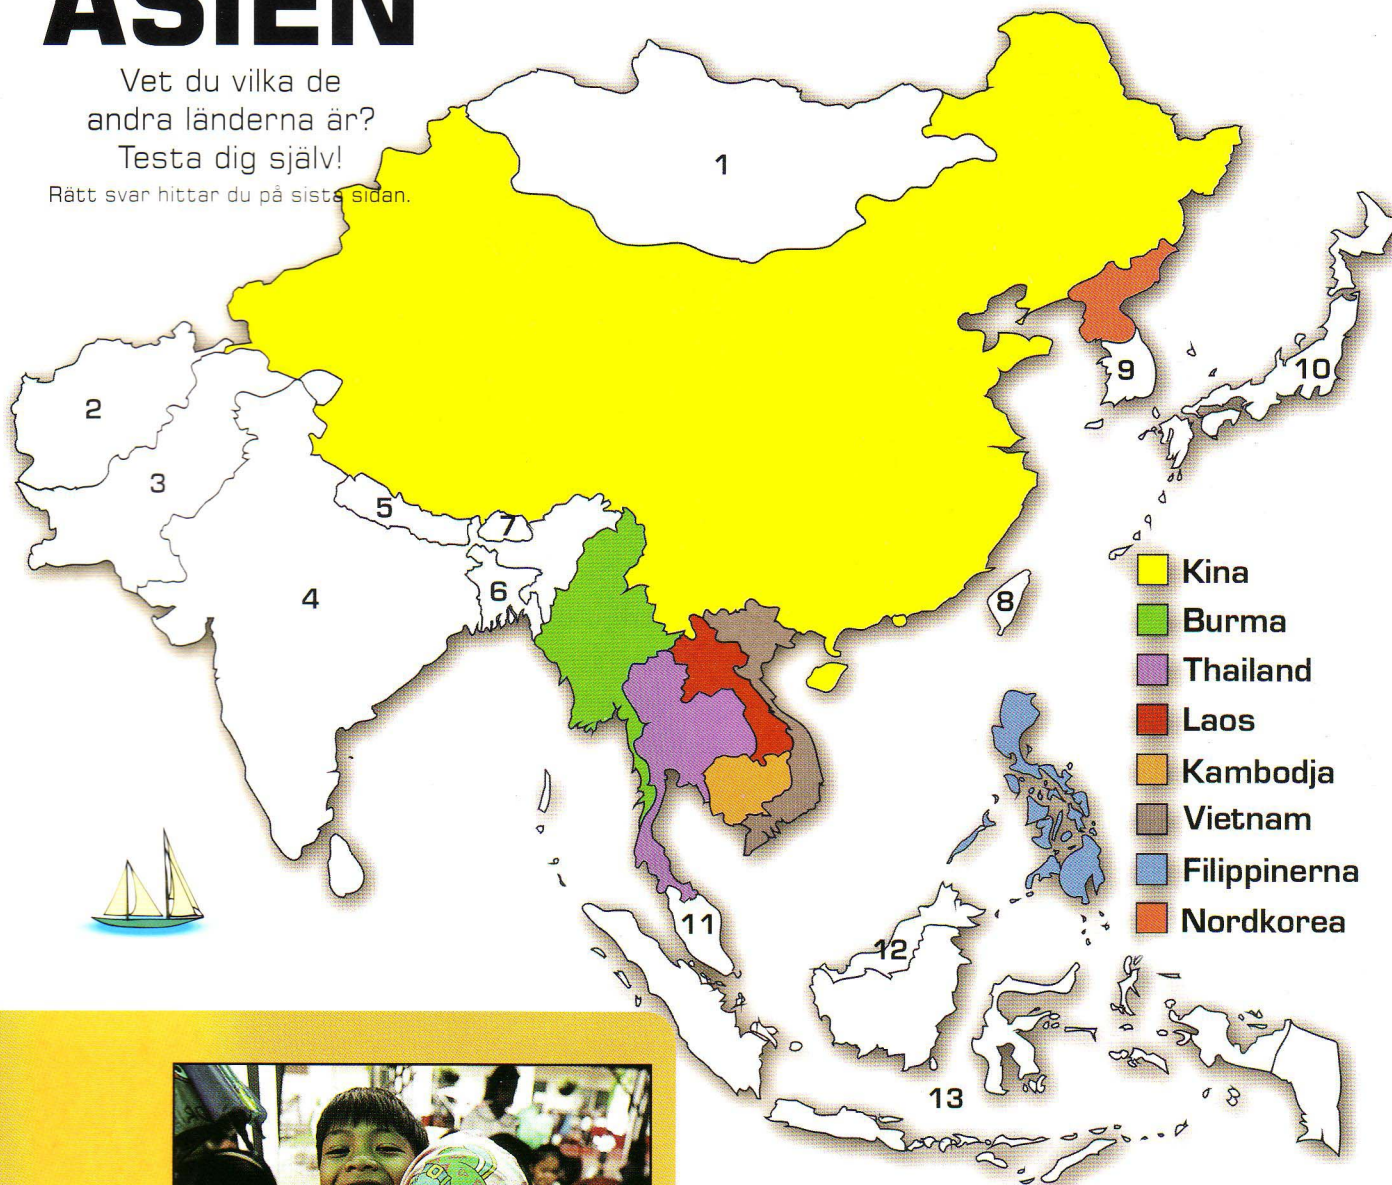 ASIEN
Vet du vilka de
andra länderna är?
Testa dig själv!
Rätt svar hittar du på sista sidan.
1
2
3
4
5
6
7
8
9
10
11
12
13
Kina
Burma
Thailand
Laos
Kambodja
Vietnam
Filippinerna
Nordkorea